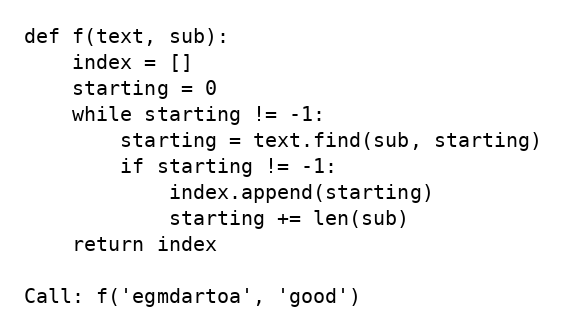 def f(text, sub):
    index = []
    starting = 0
    while starting != -1:
        starting = text.find(sub, starting)
        if starting != -1:
            index.append(starting)
            starting += len(sub)
    return index

Call: f('egmdartoa', 'good')